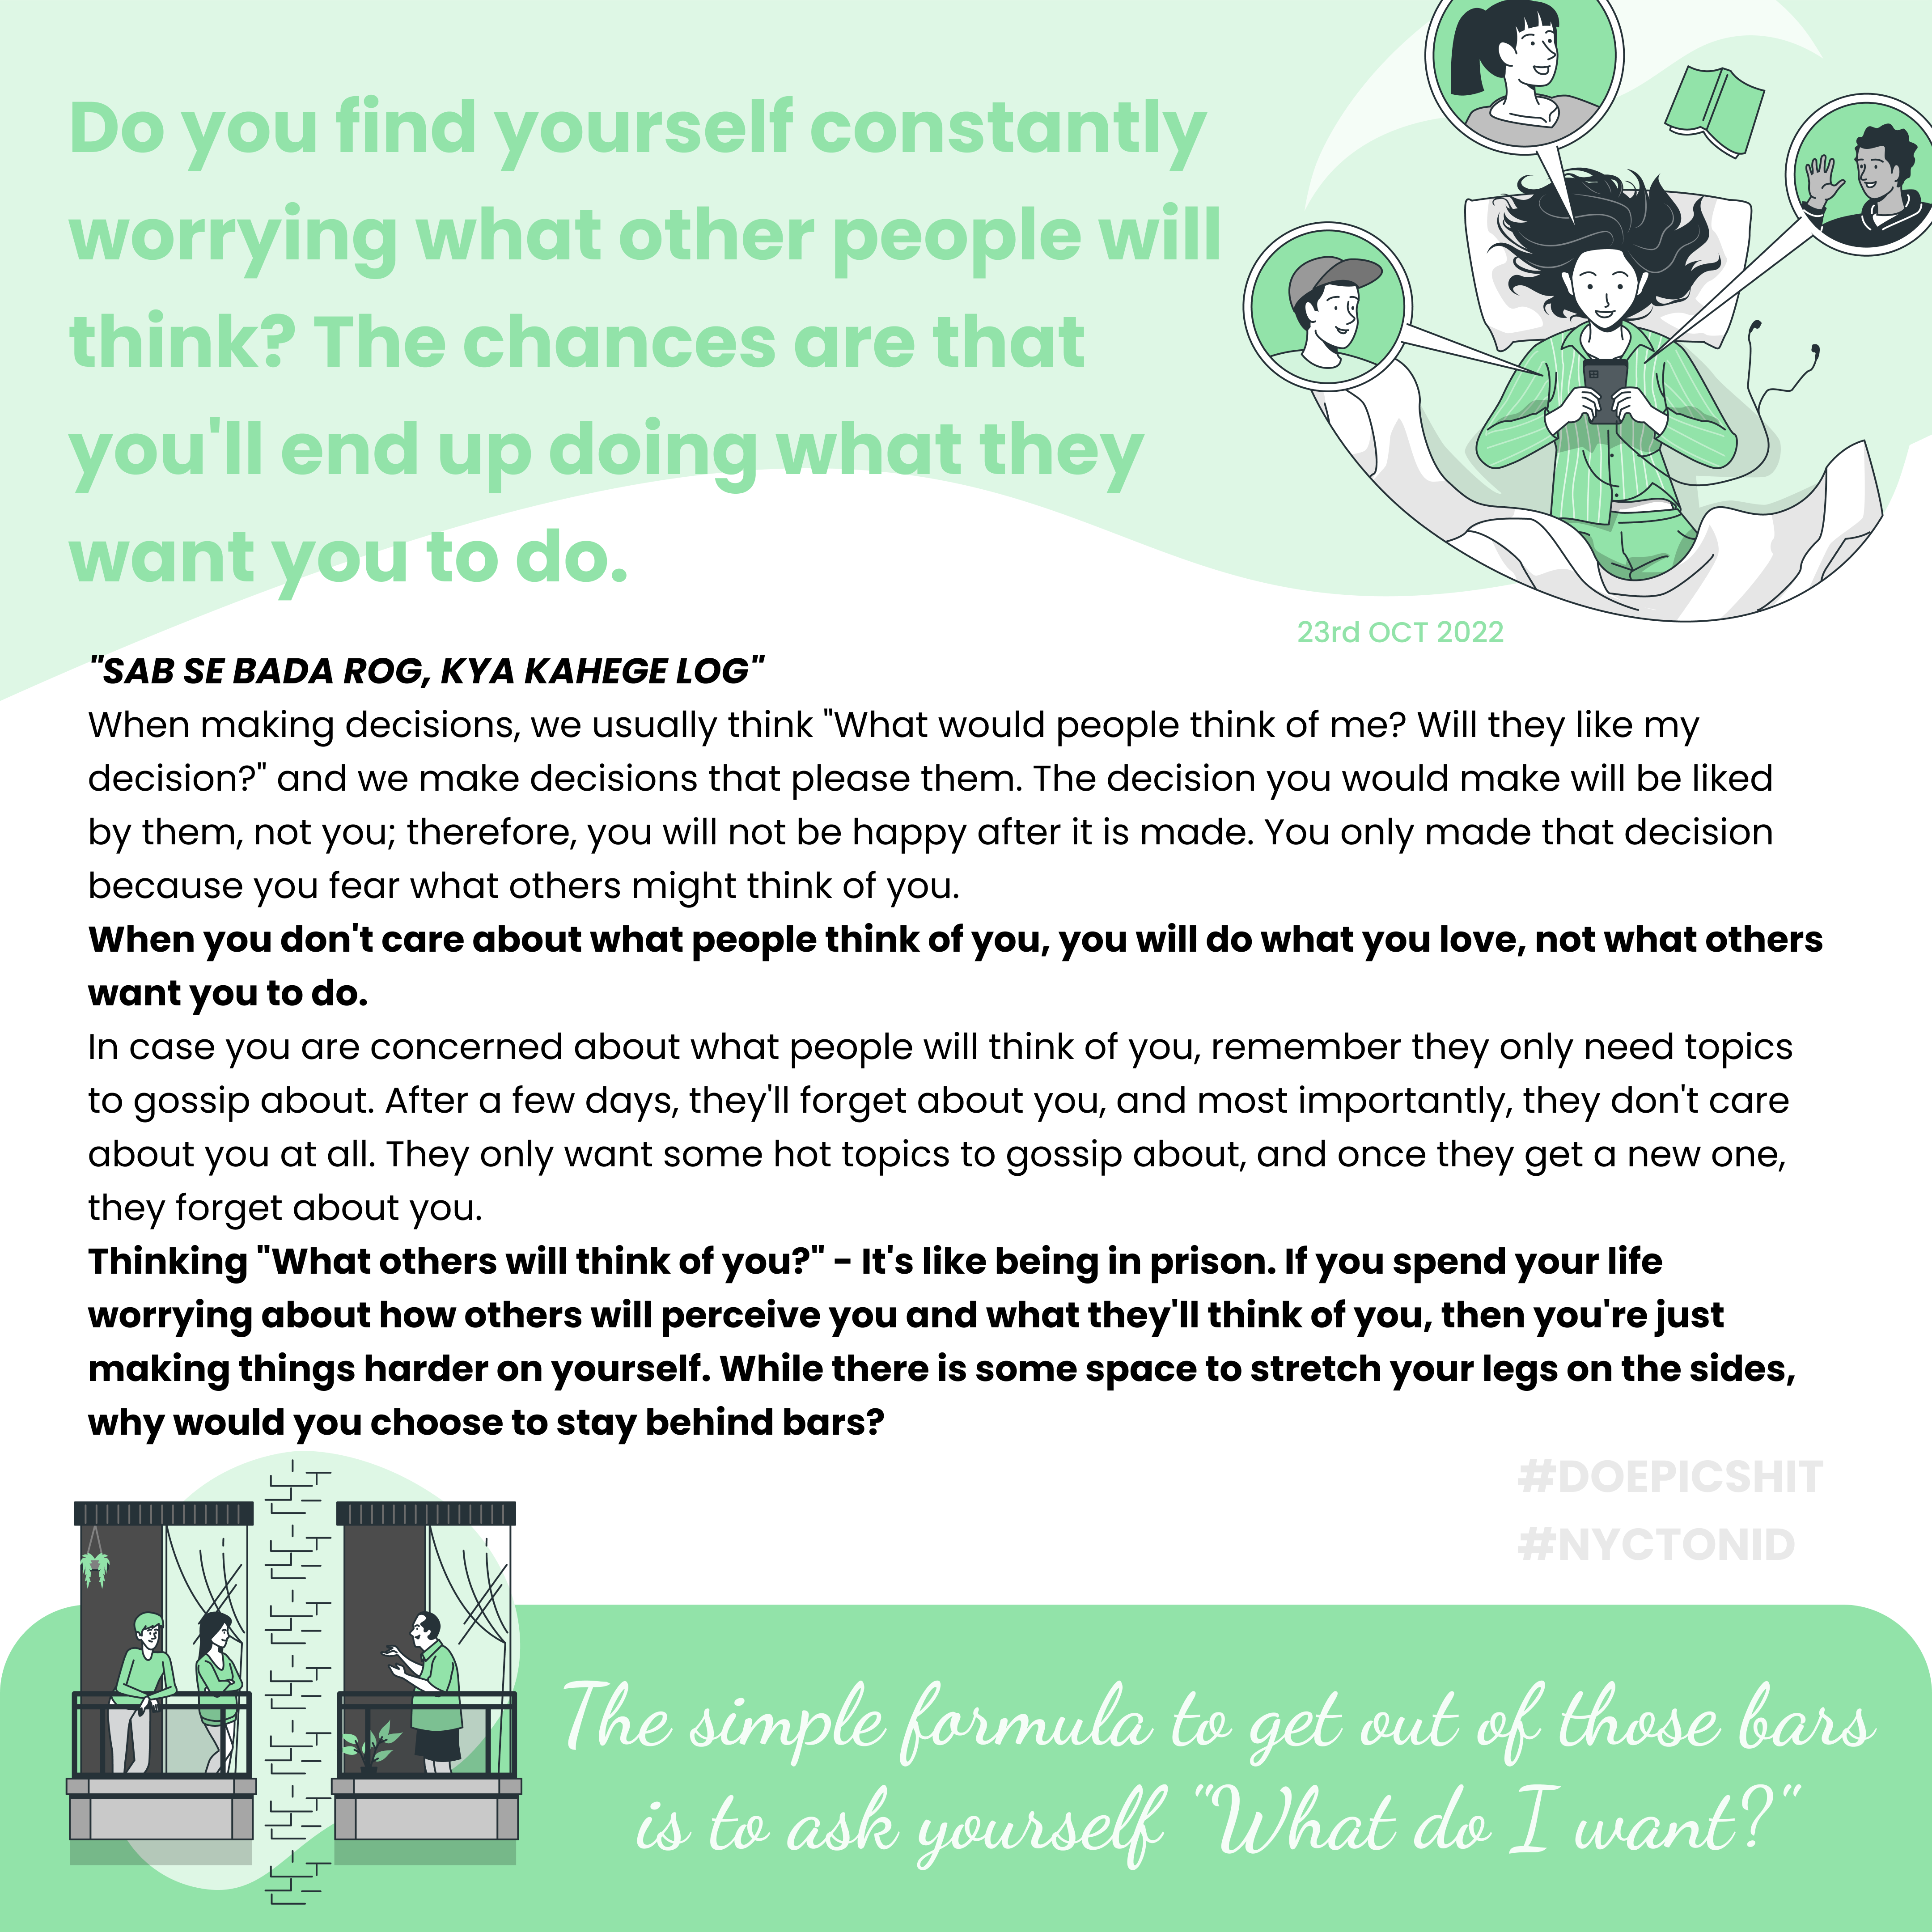 Do you find yourself constantly
worrying what other people will
think? The chances are that
you'll end up doing what they
want you to do.
23rd OCT 2022
"SAB SE BADA ROG, KYA KAHEGE LOG"
When making decisions, we usually think "What would people think of me? Will they like my
decision?" and we make decisions that please them. The decision you would make will be liked
by them, not you; therefore, you will not be happy after it is made. You only made that decision
because you fear what others might think of you.
When you don't care about what people think of you, you will do what you love, not what others
want you to do.
In case you are concerned about what people will think of you, remember they only need topics
to gossip about. After a few days, they'll forget about you, and most importantly, they don't care
about you at all. They only want some hot topics to gossip about, and once they get a new one,
they forget about you.
Thinking "What others will think of you?" – It's like being in prison. If you spend your life
worrying about how others will perceive you and what they'll think of you, then you're just
making things harder on yourself. While there is some space to stretch your legs on the sides,
why would you choose to stay behind bars?
#DOEPICSHIT
#NYCTONID
The simple formula to get out of those bars
is to ask yourself "What do I want?"